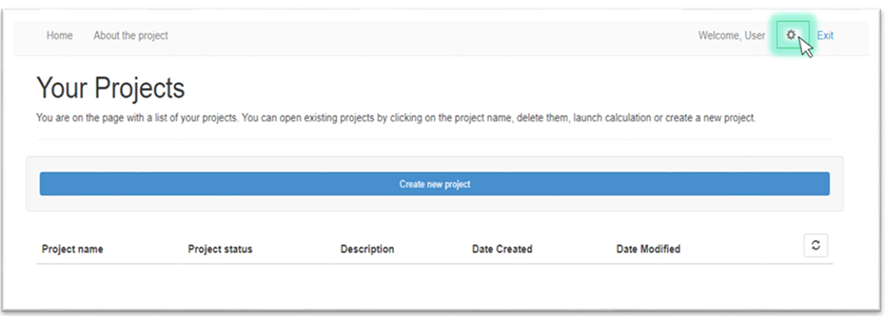 Home About the project Welcome, User Exit
Your Projects
You are on the page with a list of your projects. You can open existing projects by clicking on the project name, delete them, launch calculation or create a new project.
Create new project
Project name Project status Description Date Created Date Modified